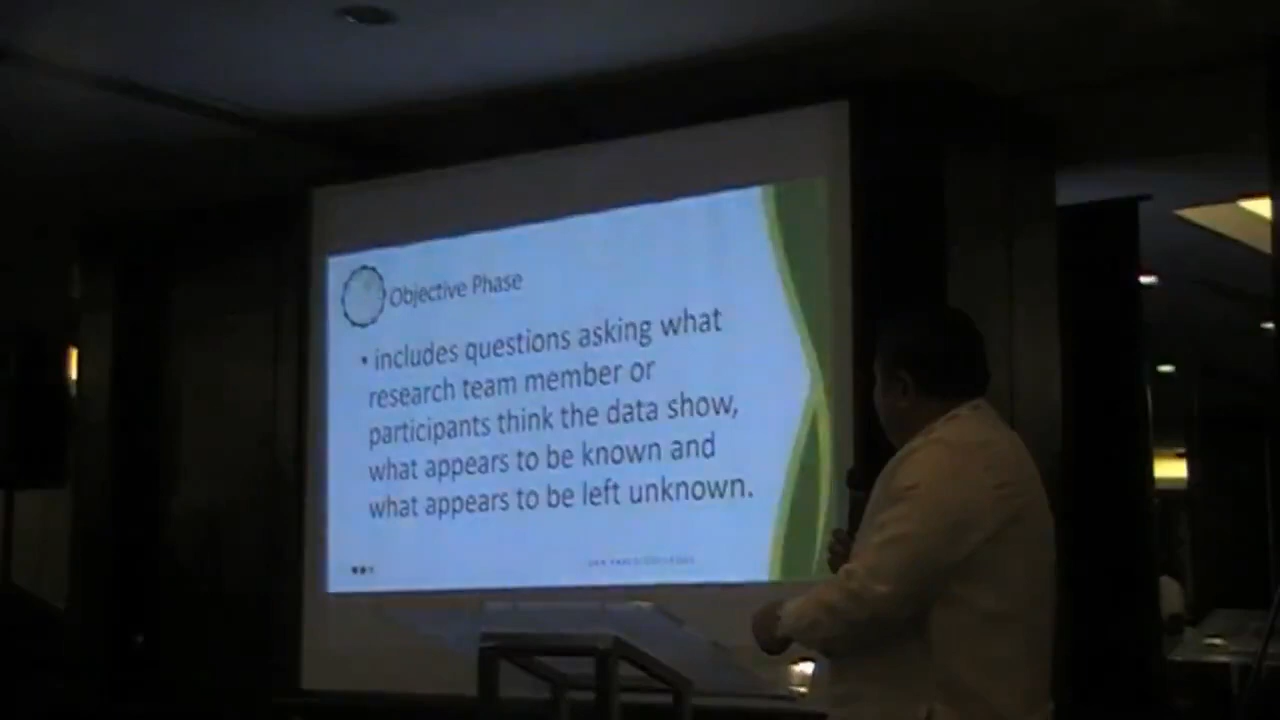 Objective Phase
• includes questions asking what
research team member or
participants think the data show,
what appears to be known and
what appears to be left unknown.